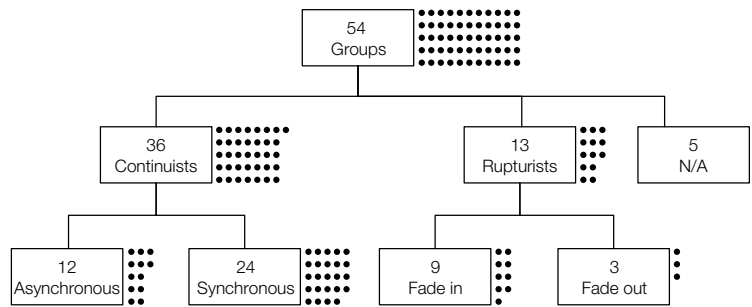 54
Groups
36
Continuists
13
Rupturists
5
N/A
12
Asynchronous
24
Synchronous
9
Fade in
3
Fade out